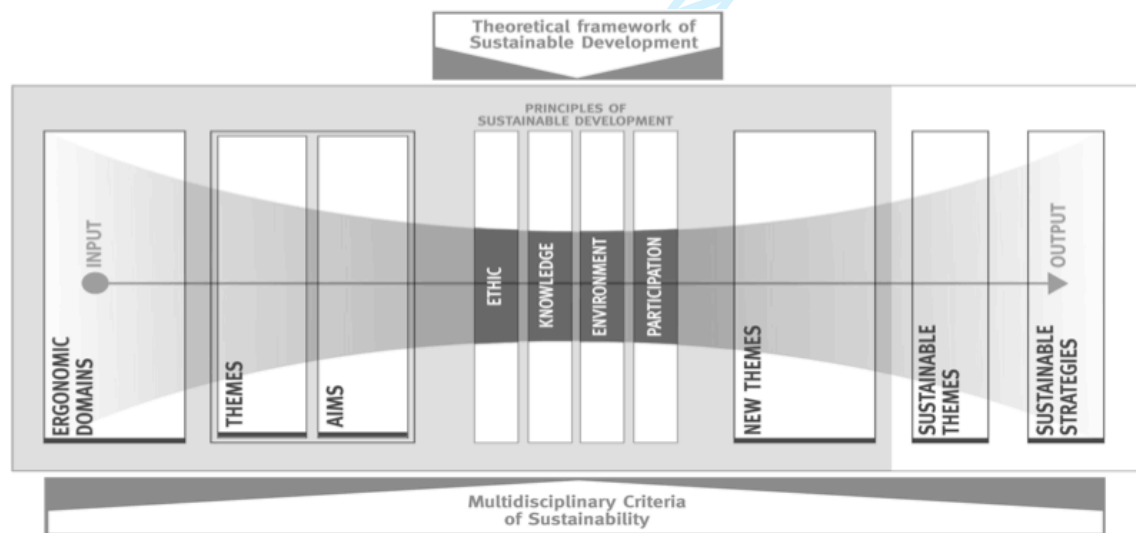 Theoretical framework of
Sustainable Development
PRINCIPLES OF
SUSTAINABLE DEVELOPMENT
INPUT
ERGONOMIC
DOMAINS
THEMES
AIMS
ETHIC
KNOWLEDGE
ENVIRONMENT
PARTICIPATION
NEW THEMES
SUSTAINABLE
THEMES
OUTPUT
SUSTAINABLE
STRATEGIES
Multidisciplinary Criteria
of Sustainability